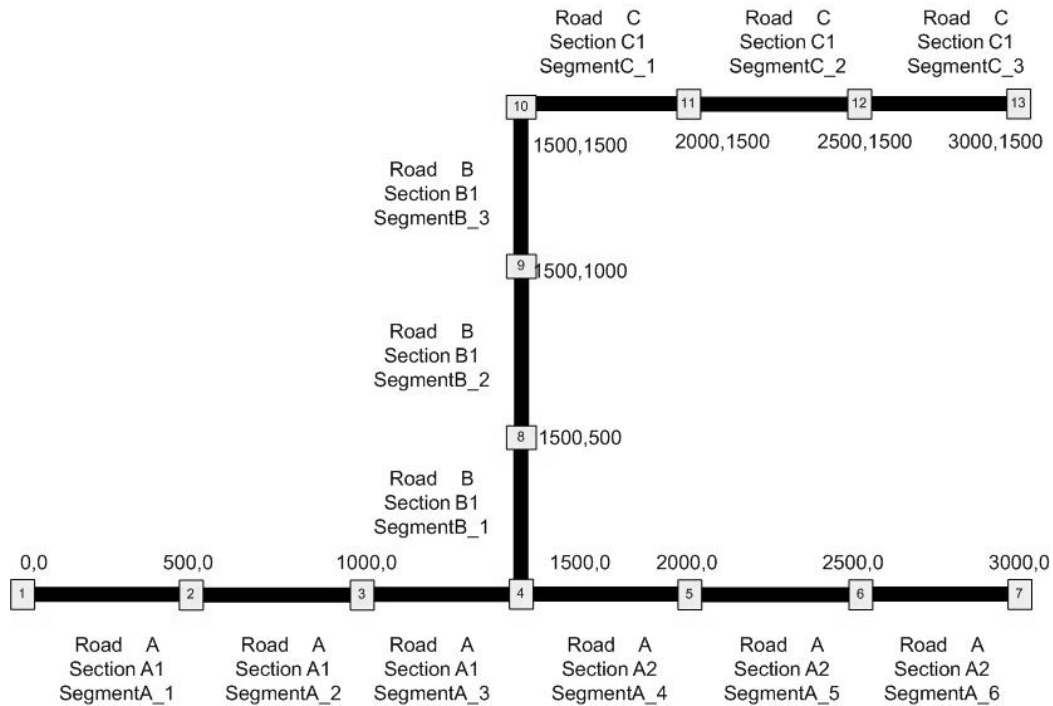 Road C
Section C1
SegmentC_1
Road C
Section C1
SegmentC_2
Road C
Section C1
SegmentC_3
10
11
12
13
1500,1500
2000,1500
2500,1500
3000,1500
Road B
Section B1
SegmentB_3
9
1500,1000
Road B
Section B1
SegmentB_2
8
1500,500
Road B
Section B1
SegmentB_1
0,0
500,0
1000,0
1500,0
2000,0
2500,0
3000,0
1
2
3
4
5
6
7
Road A
Section A1
SegmentA_1
Road A
Section A1
SegmentA_2
Road A
Section A1
SegmentA_3
Road A
Section A2
SegmentA_4
Road A
Section A2
SegmentA_5
Road A
Section A2
SegmentA_6